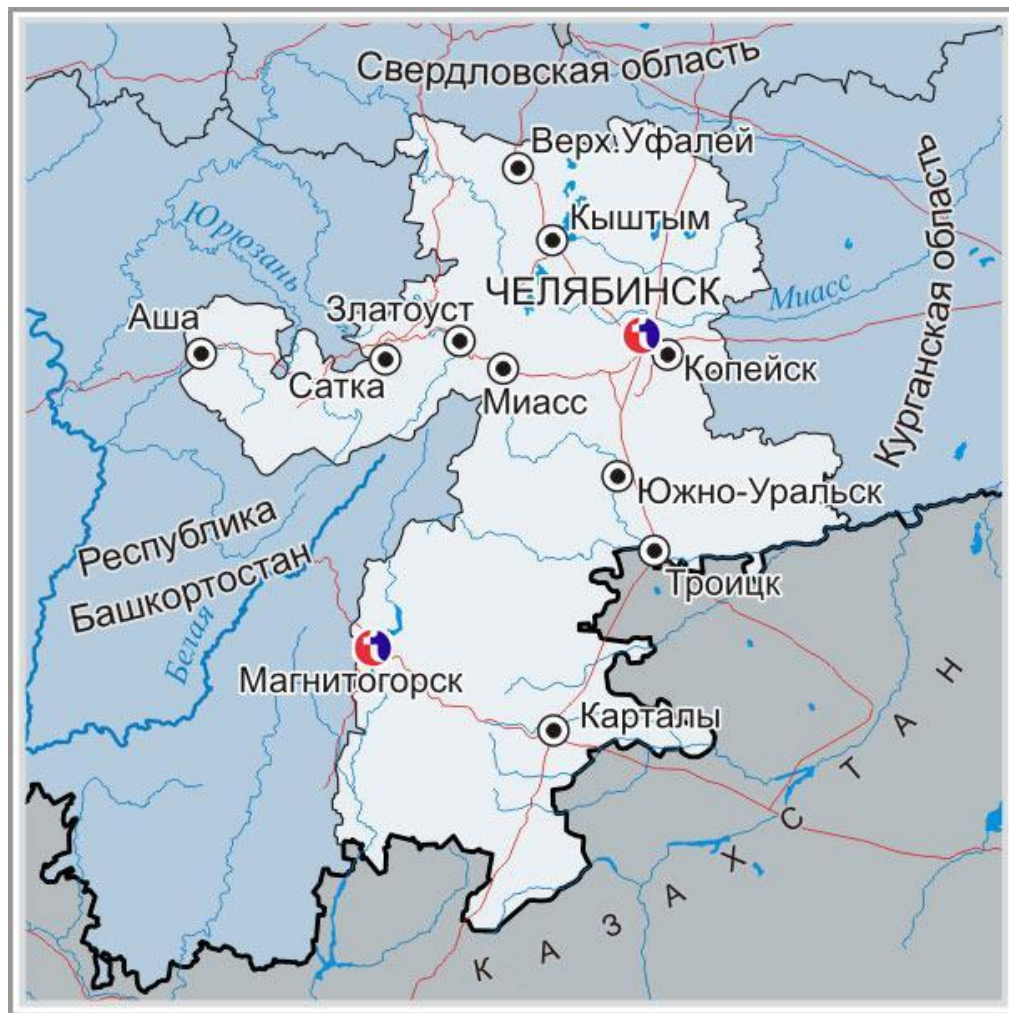 Свердловская область
Верх.Уфалей
Кыштым
Юрюзань
ЧЕЛЯБИНСК
Миасс
Курганская область
Аша
Златоуст
Сатка
Миасс
Копейск
Южно-Уральск
Республика
Башкортостан
Троицк
Белая
Магнитогорск
Карталы
КАЗАХСТАН